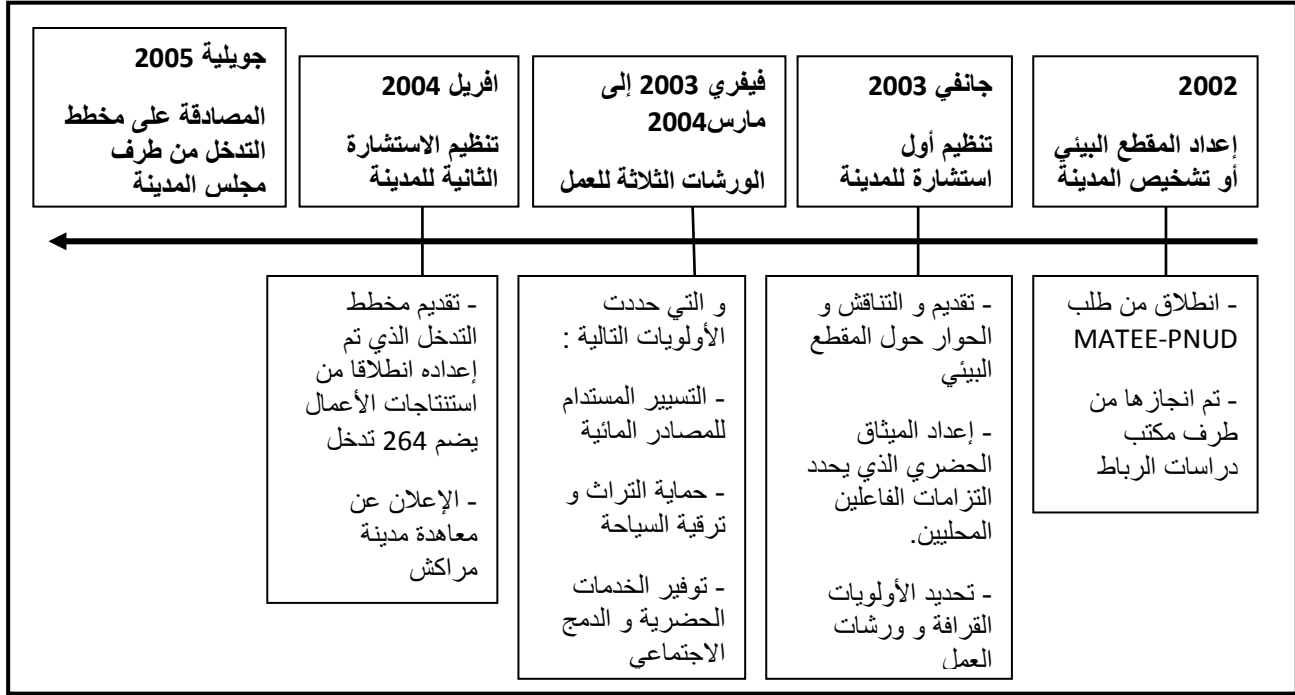 2002
إعداد المقطع البيئي
أو تشخيص المدينة
جانفي 2003
تنظيم أول
استشارة للمدينة
فيفري 2003 إلى
مارس2004
الورشات الثلاثة للعمل
افريل 2004
تنظيم الاستشارة
الثانية للمدينة
جويلية 2005
المصادقة على مخطط
التدخل من طرف
مجلس المدينة
- انطلاق من طلب
MATEE-PNUD
- تم انجازها من
طرف مكتب
دراسات الرباط
- تقديم و التناقش و
الحوار حول المقطع
البيئي
- إعداد الميثاق
الحضري الذي يحدد
التزامات الفاعلين
المحليين.
- تحديد الأولويات
القرافة و ورشات
العمل
و التي حددت
الأولويات التالية :
- التسيير المستدام
للمصادر المائية
- حماية التراث و
ترقية السياحة
- توفير الخدمات
الحضرية و الدمج
الاجتماعي
- تقديم مخطط
التدخل الذي تم
إعداده انطلاقا من
استنتاجات الأعمال
يضم 264 تدخل
- الإعلان عن
معاهدة مدينة
مراكش